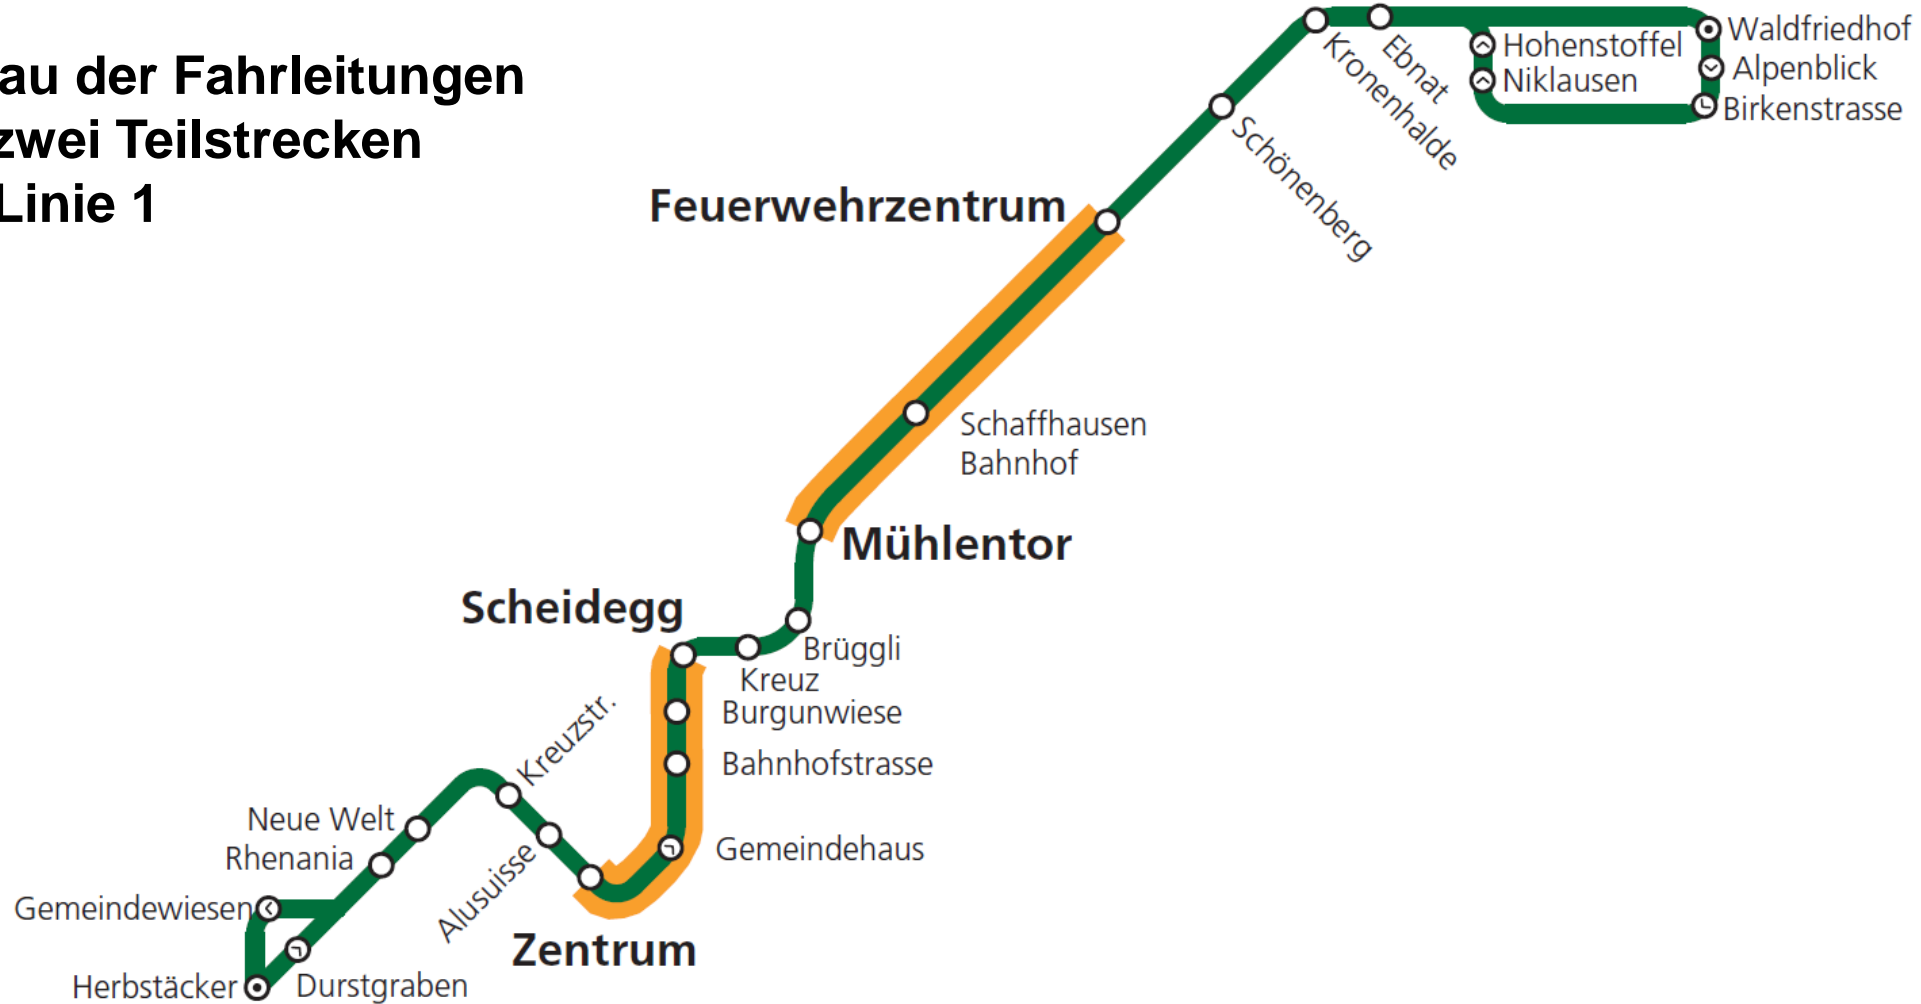 au der Fahrleitungen
zwei Teilstrecken
Linie 1
Waldfriedhof
Hohenstoffel
Alpenblick
Niklausen
Birkenstrasse
Ebnat
Kronenhalde
Schönenberg
Feuerwehrzentrum
Schaffhausen
Bahnhof
Mühlentor
Scheidegg
Brüggli
Kreuz
Burgunwiese
Kreuzstr.
Bahnhofstrasse
Neue Welt
Rhenania
Gemeindehaus
Alusuisse
Gemeindewiesen
Zentrum
Herbstäcker
Durstgraben